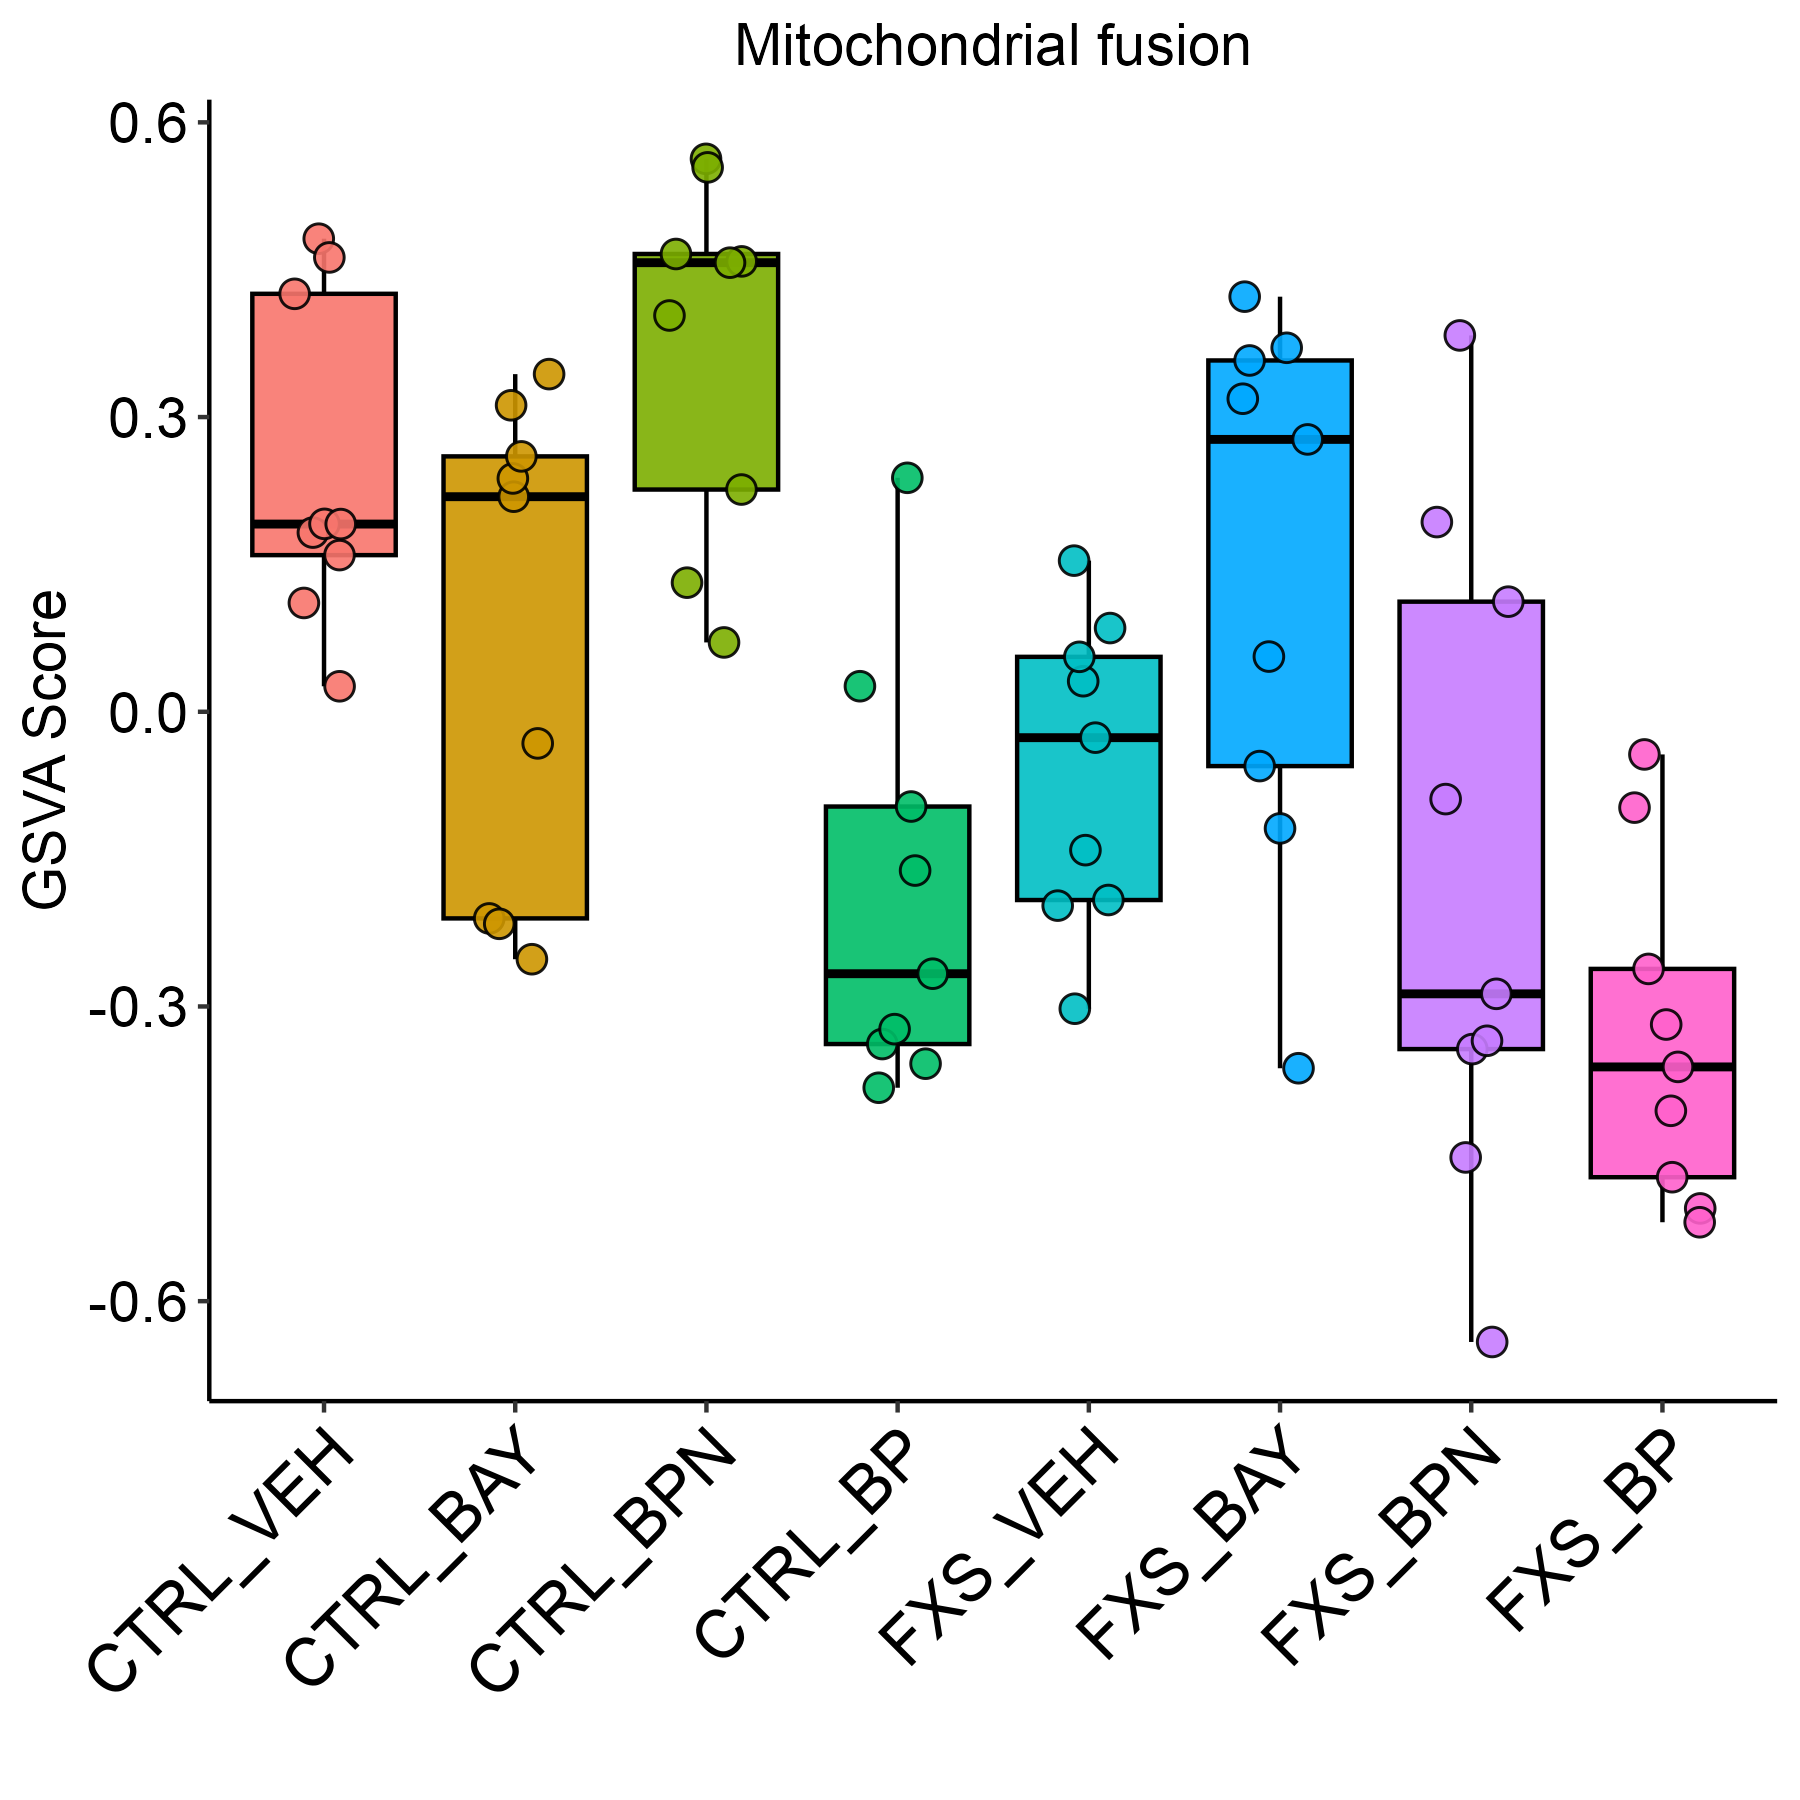 Mitochondrial fusion
GSVA Score
0.6
0.3
0.0
-0.3
-0.6
CTRL_VEH
CTRL_BAY
CTRL_BPN
CTRL_BP
FXS_VEH
FXS_BAY
FXS_BPN
FXS_BP